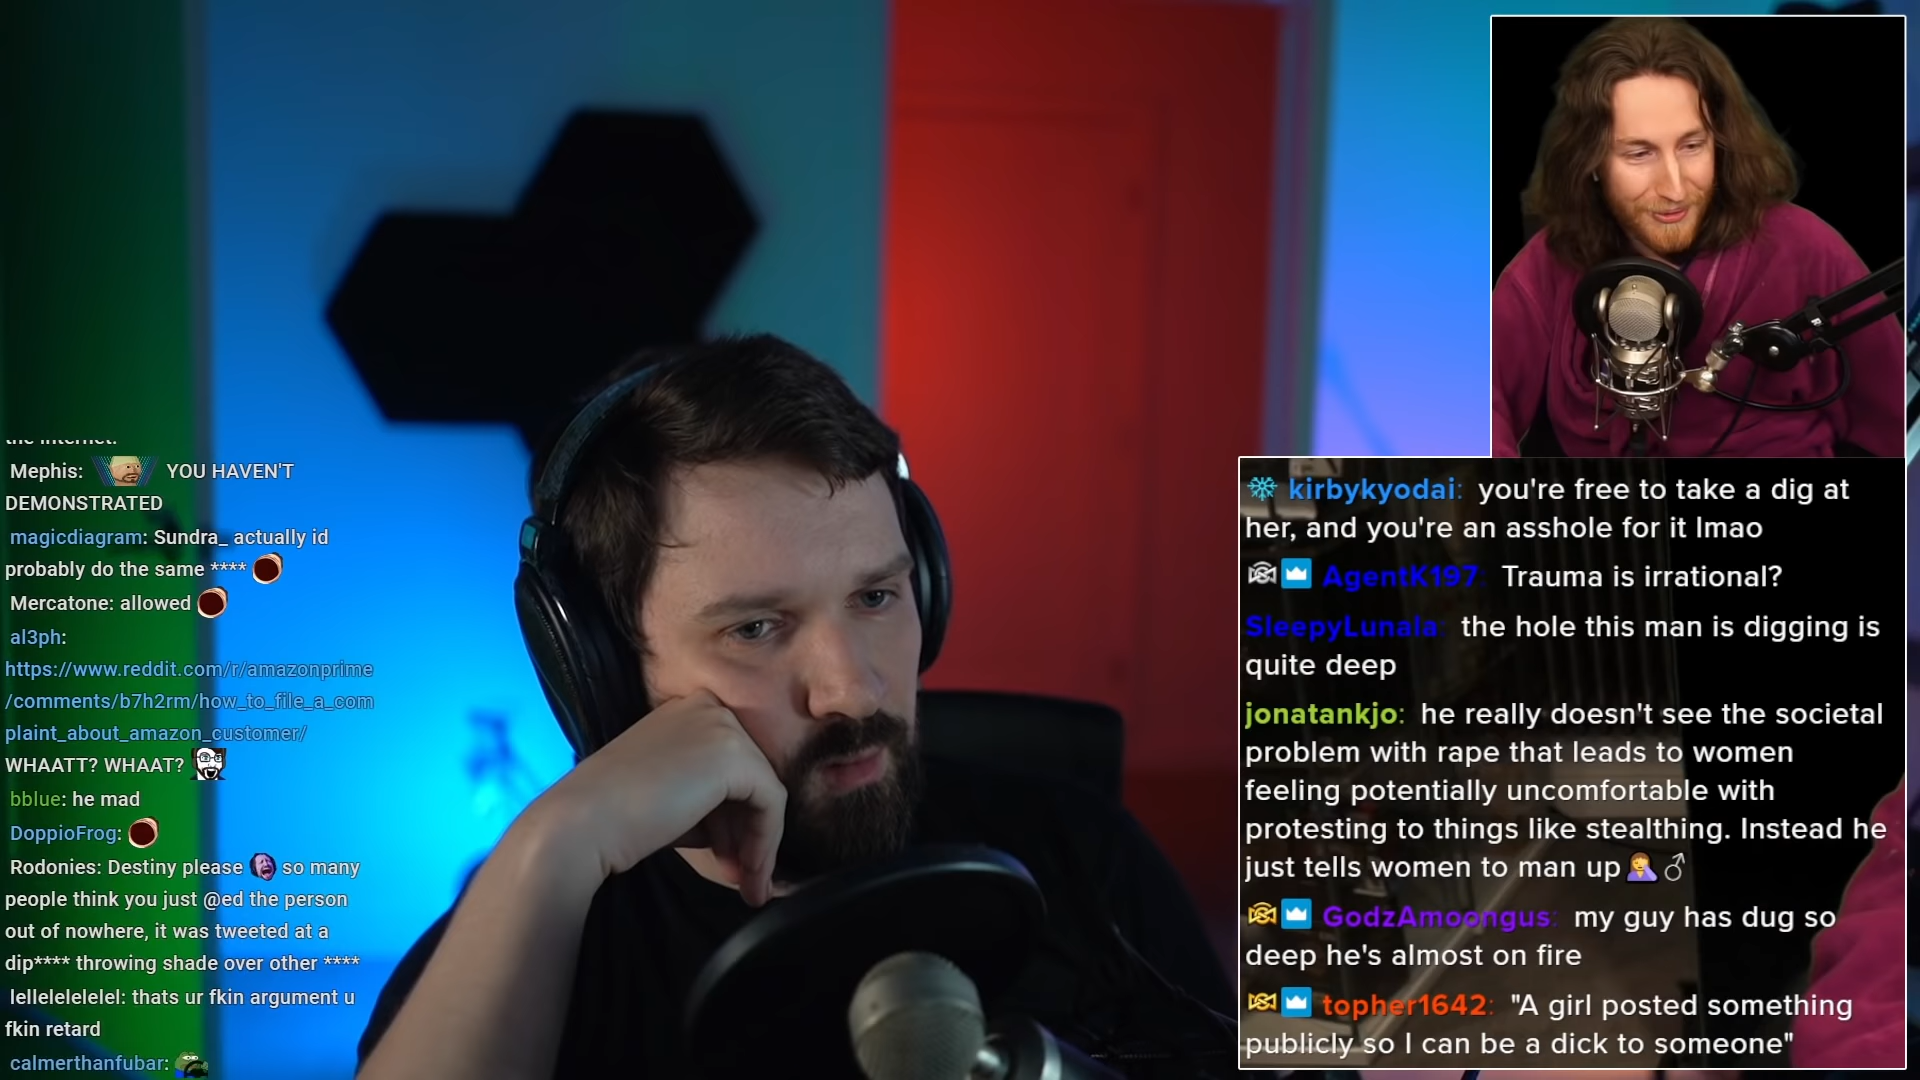 the internet.
Mephis: YOU HAVEN'T
DEMONSTRATED
magicdiagram: Sundra_ actually id
probably do the same ****
Mercatone: allowed
al3ph:
https://www.reddit.com/r/amazonprime
/comments/b7h2rm/how_to_file_a_com
plaint_about_amazon_customer/
WHAATT? WHAAT?
bblue: he mad
DoppioFrog:
Rodonies: Destiny please so many
people think you just @ed the person
out of nowhere, it was tweeted at a
dip**** throwing shade over other ****
lellelelelelel: thats ur fkin argument u
fkin retard
calmerthanfubar:
kirbykyodai: you're free to take a dig at
her, and you're an asshole for it lmao
AgentK197: Trauma is irrational?
SleepyLunala: the hole this man is digging is
quite deep
jonatankjo: he really doesn't see the societal
problem with rape that leads to women
feeling potentially uncomfortable with
protesting to things like stealthing. Instead he
just tells women to man up🤦♂
GodzAmoongus: my guy has dug so
deep he's almost on fire
topher1642: "A girl posted something
publicly so I can be a dick to someone"